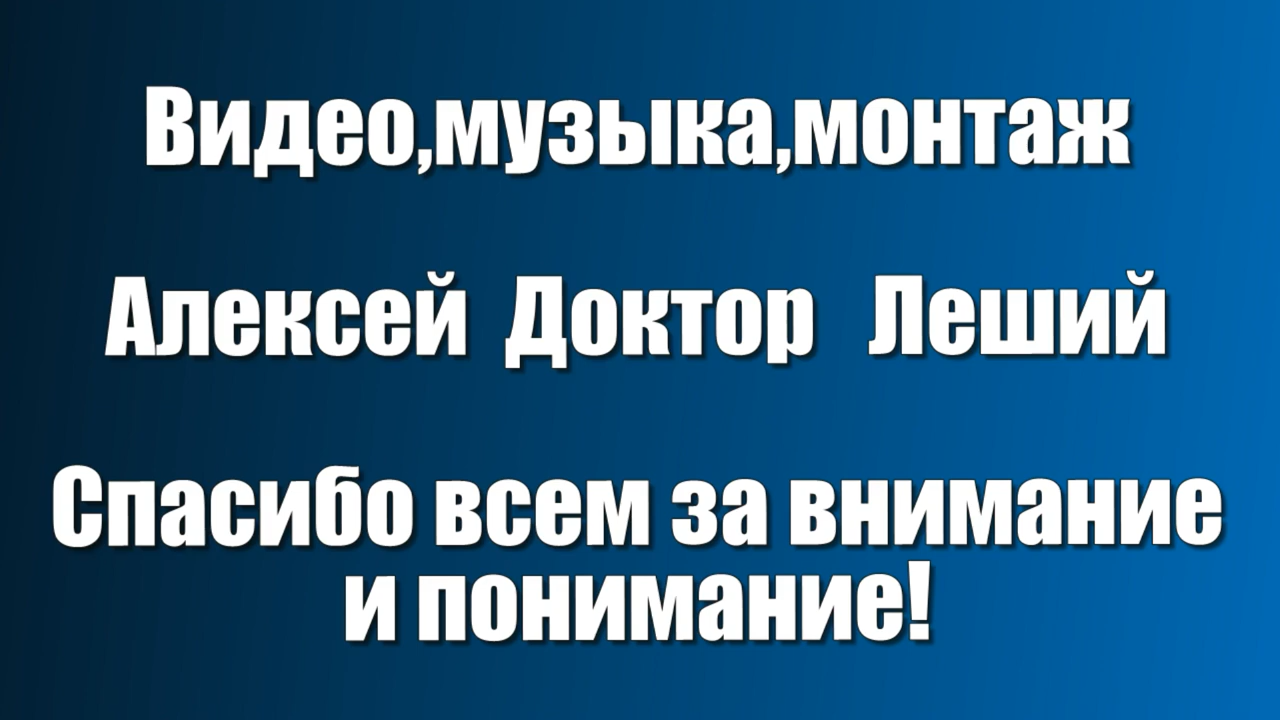 Видео,музыка,монтаж
Алексей Доктор Леший
Спасибо всем за внимание
и понимание!